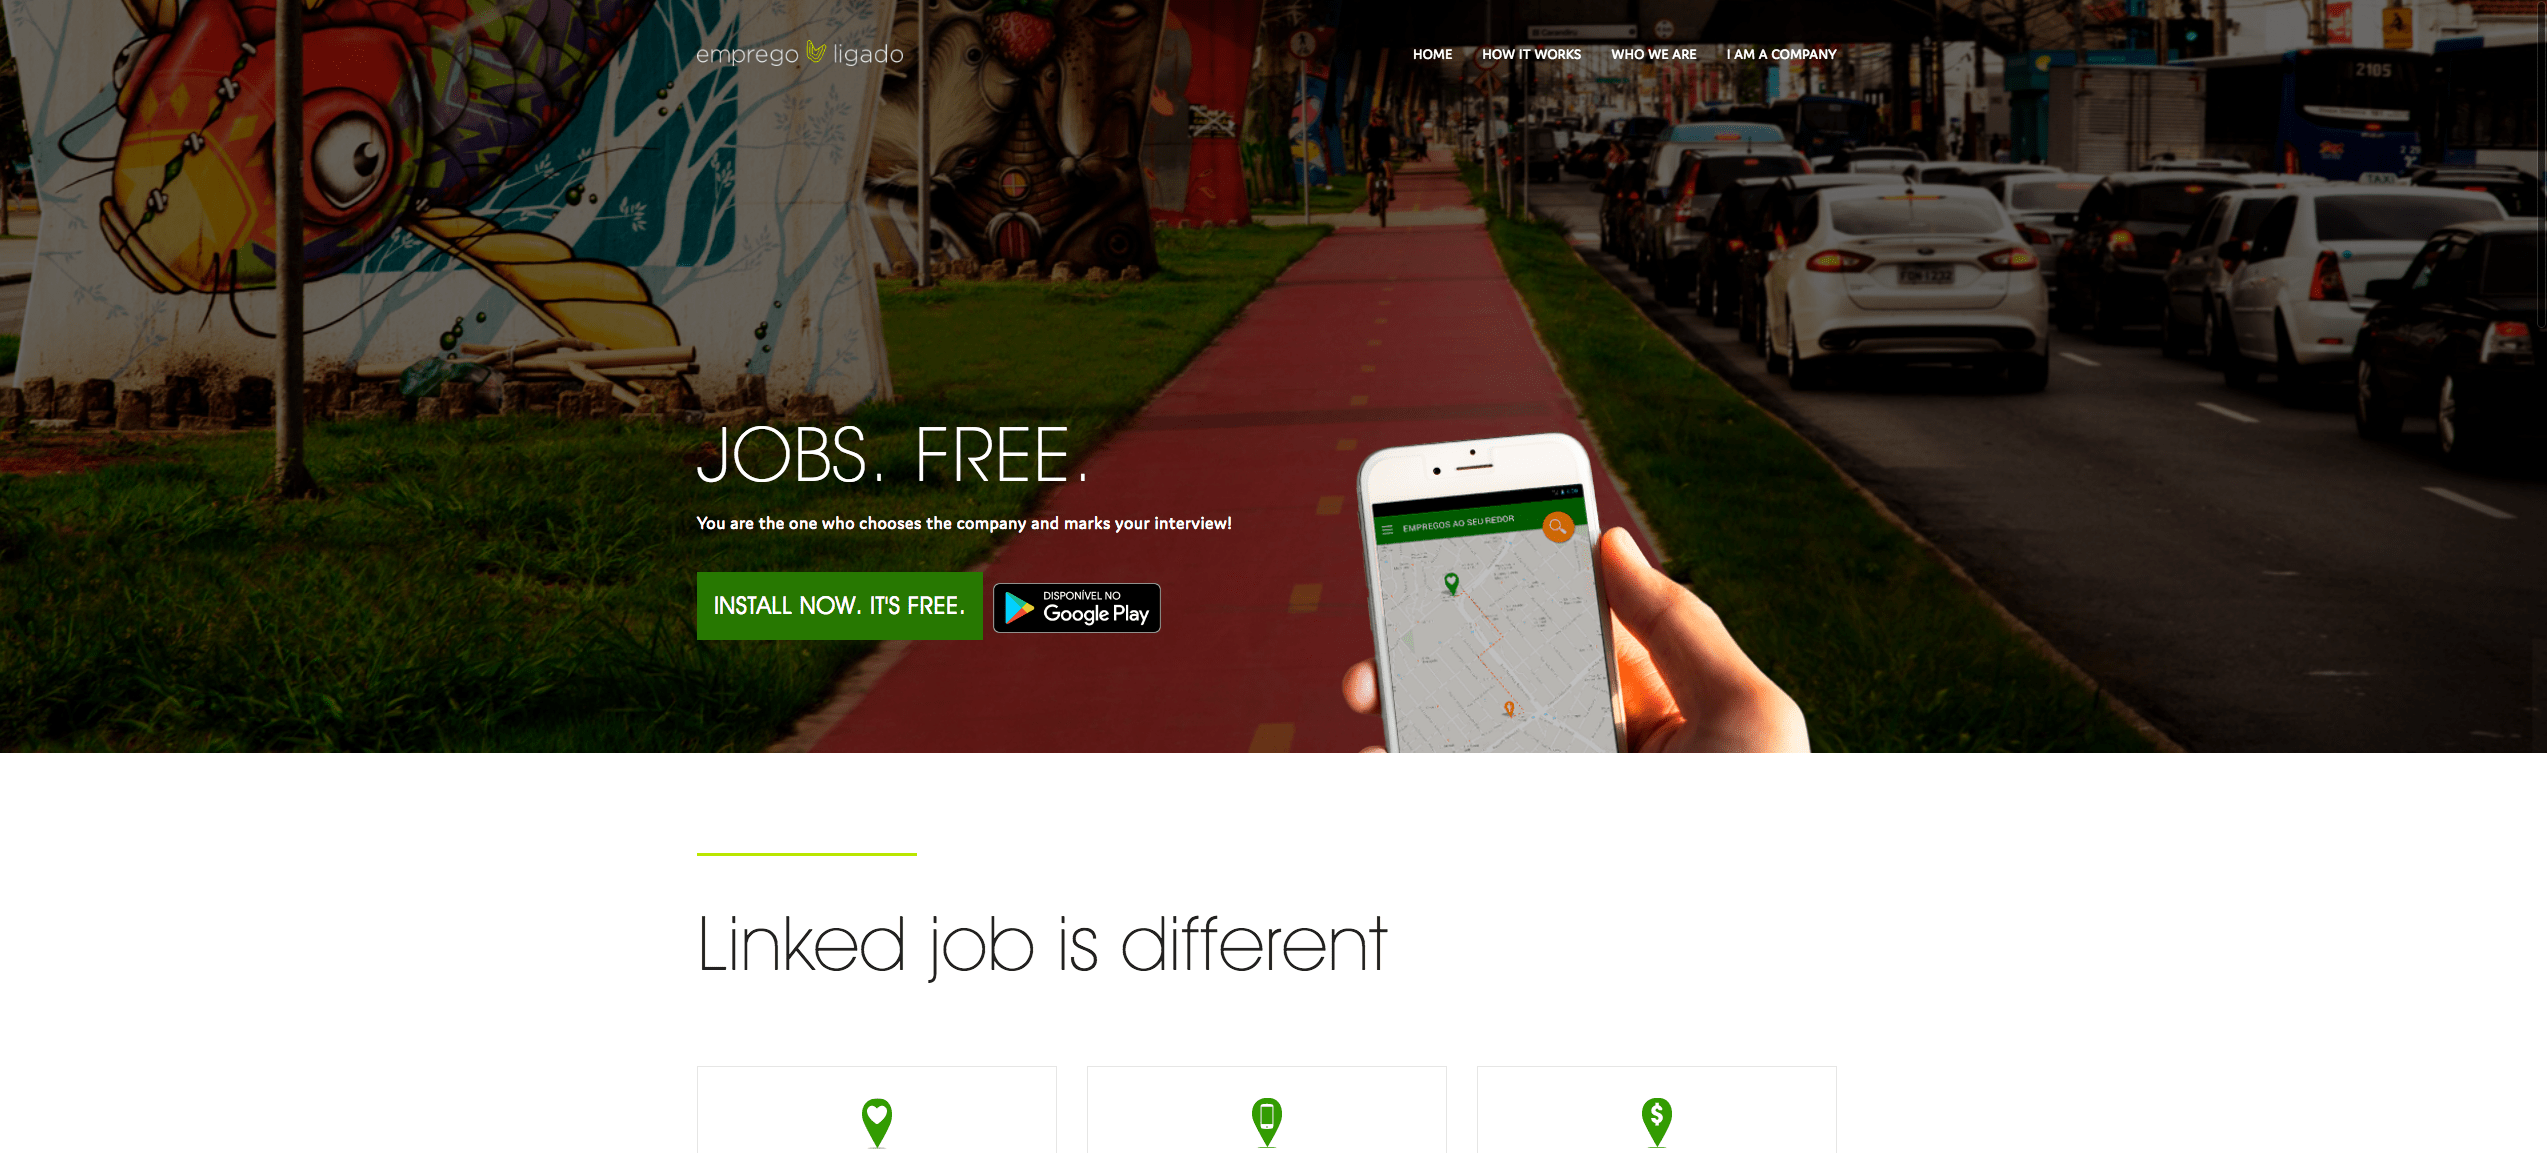 emprego ligado
HOME HOW IT WORKS WHO WE ARE I AM A COMPANY
2105
TAXI
JOBS. FREE.
You are the one who chooses the company and marks your interview!
EMPREGOS AO SEU REDOR
INSTALL NOW. IT'S FREE.
DISPONÍVEL NO
Google Play
Linked job is different